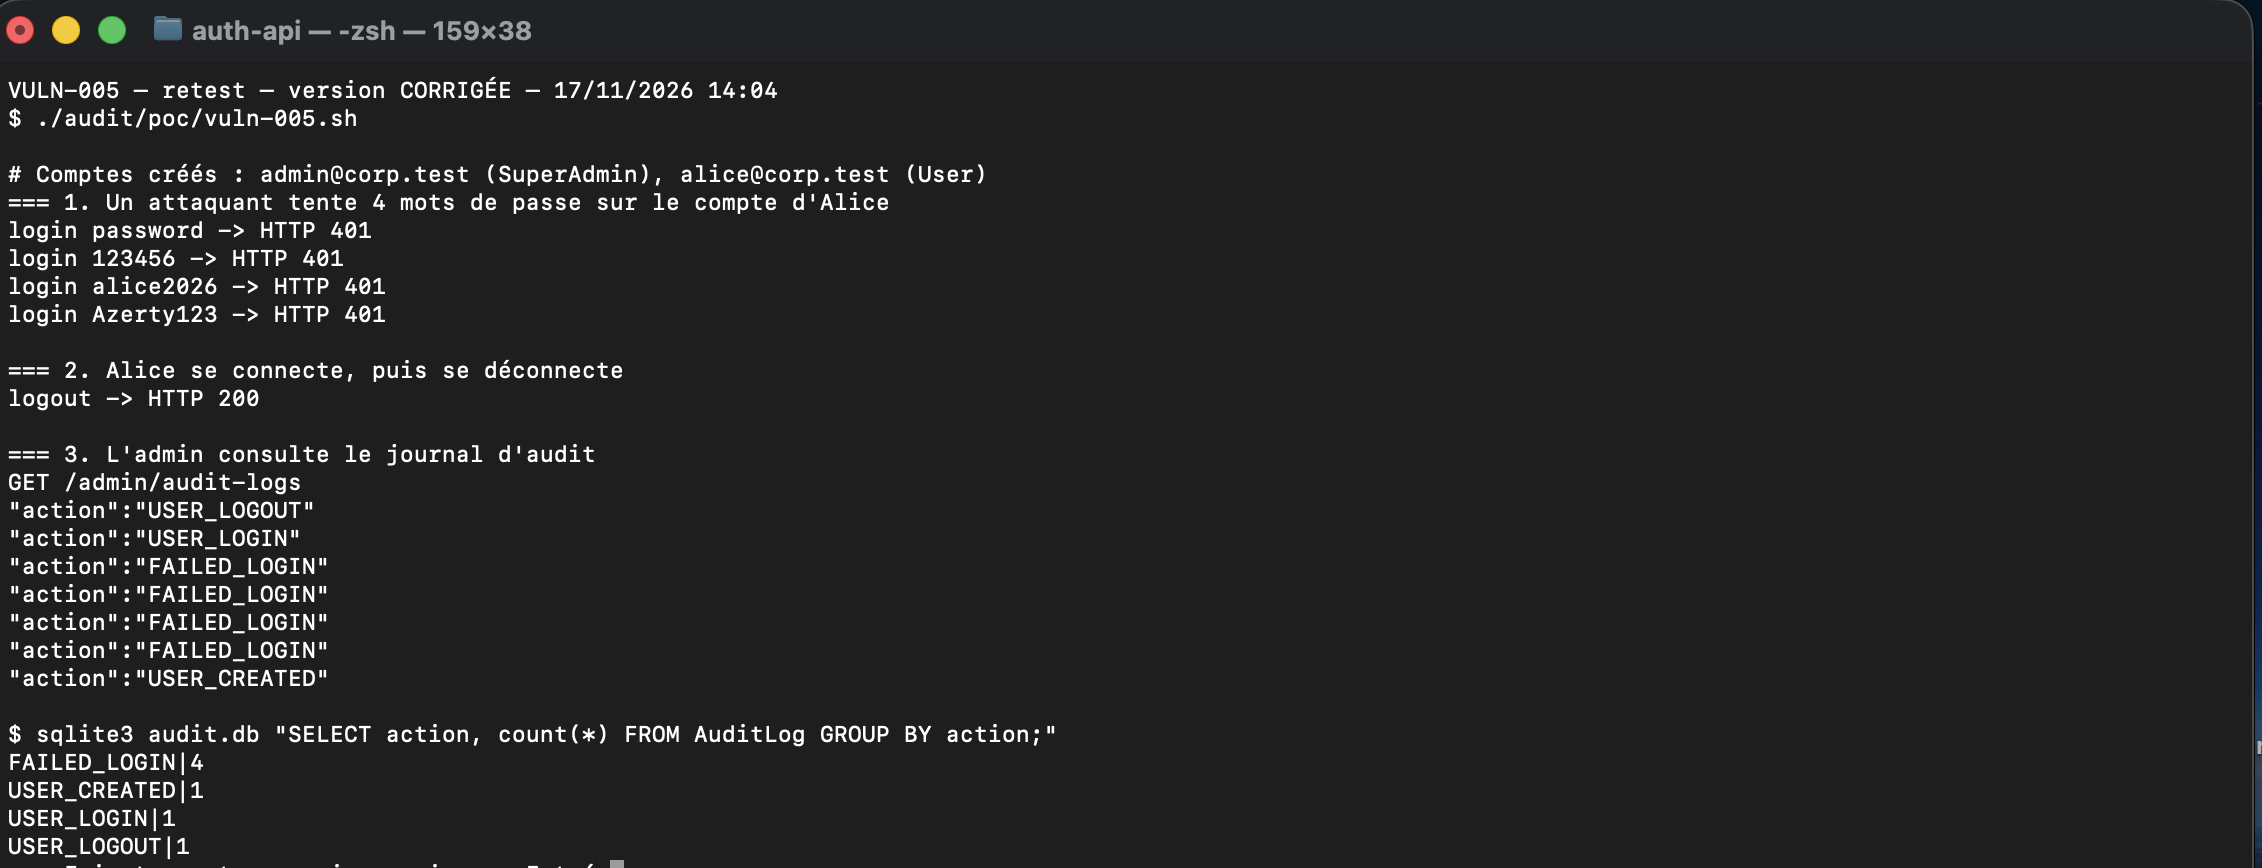 auth-api — -zsh — 159×38
VULN-005 — retest — version CORRIGÉE — 17/11/2026 14:04
$ ./audit/poc/vuln-005.sh
# Comptes créés : admin@corp.test (SuperAdmin), alice@corp.test (User)
=== 1. Un attaquant tente 4 mots de passe sur le compte d'Alice
login password -> HTTP 401
login 123456 -> HTTP 401
login alice2026 -> HTTP 401
login Azerty123 -> HTTP 401
=== 2. Alice se connecte, puis se déconnecte
logout -> HTTP 200
=== 3. L'admin consulte le journal d'audit
GET /admin/audit-logs
"action":"USER_LOGOUT"
"action":"USER_LOGIN"
"action":"FAILED_LOGIN"
"action":"FAILED_LOGIN"
"action":"FAILED_LOGIN"
"action":"FAILED_LOGIN"
"action":"USER_CREATED"
$ sqlite3 audit.db "SELECT action, count(*) FROM AuditLog GROUP BY action;"
FAILED_LOGIN|4
USER_CREATED|1
USER_LOGIN|1
USER_LOGOUT|1